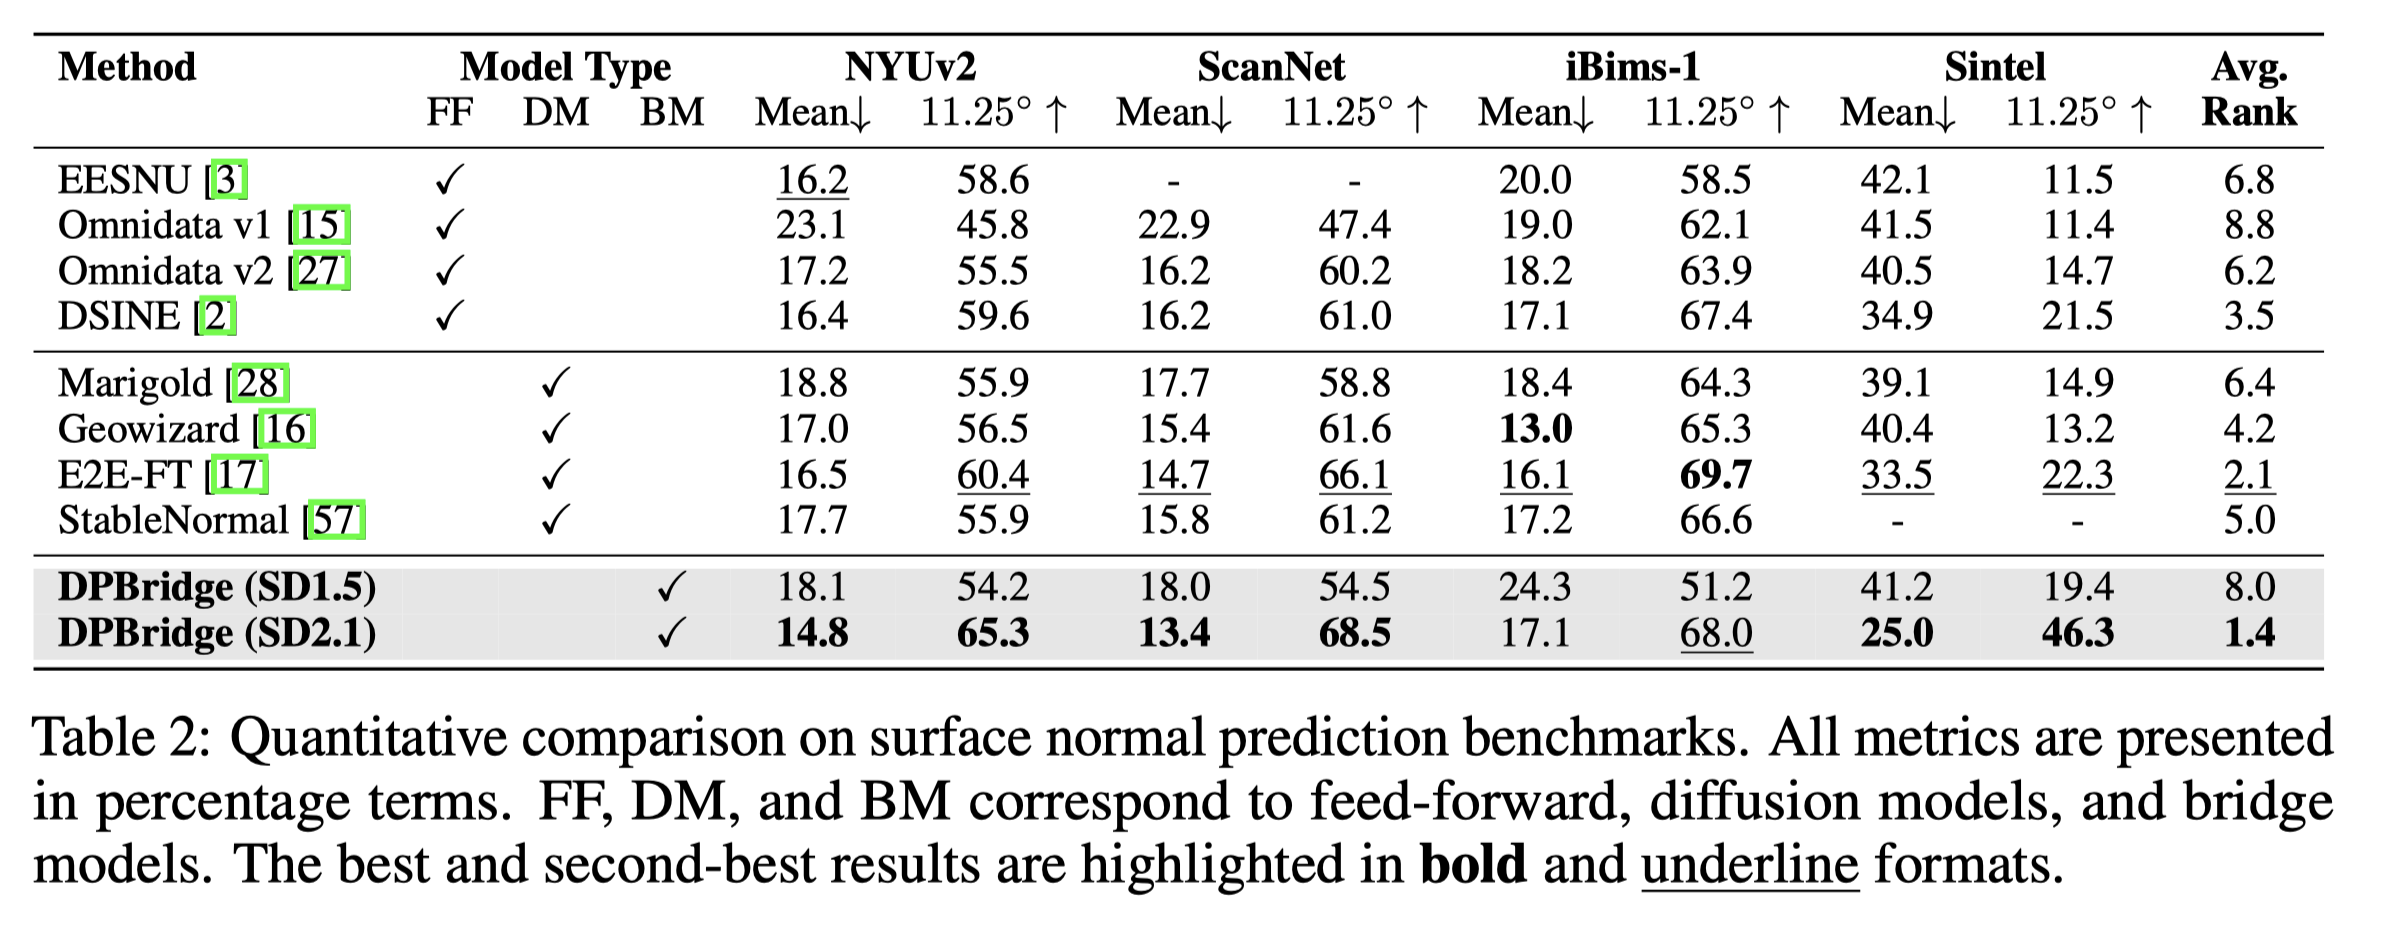 Method Model Type NYUv2 ScanNet iBims-1 Sintel Avg.
FF DM BM Mean↓ 11.25° ↑ Mean↓ 11.25° ↑ Mean↓ 11.25° ↑ Mean↓ 11.25° ↑ Rank
EESNU [3] ✓ 16.2 58.6 - - 20.0 58.5 42.1 11.5 6.8
Omnidata v1 [15] ✓ 23.1 45.8 22.9 47.4 19.0 62.1 41.5 11.4 8.8
Omnidata v2 [27] ✓ 17.2 55.5 16.2 60.2 18.2 63.9 40.5 14.7 6.2
DSINE [2] ✓ 16.4 59.6 16.2 61.0 17.1 67.4 34.9 21.5 3.5
Marigold [28] ✓ 18.8 55.9 17.7 58.8 18.4 64.3 39.1 14.9 6.4
Geowizard [16] ✓ 17.0 56.5 15.4 61.6 13.0 65.3 40.4 13.2 4.2
E2E-FT [17] ✓ 16.5 60.4 14.7 66.1 16.1 69.7 33.5 22.3 2.1
StableNormal [57] ✓ 17.7 55.9 15.8 61.2 17.2 66.6 - - 5.0
DPBridge (SD1.5) ✓ 18.1 54.2 18.0 54.5 24.3 51.2 41.2 19.4 8.0
DPBridge (SD2.1) ✓ 14.8 65.3 13.4 68.5 17.1 68.0 25.0 46.3 1.4
Table 2: Quantitative comparison on surface normal prediction benchmarks. All metrics are presented
in percentage terms. FF, DM, and BM correspond to feed-forward, diffusion models, and bridge
models. The best and second-best results are highlighted in bold and underline formats.